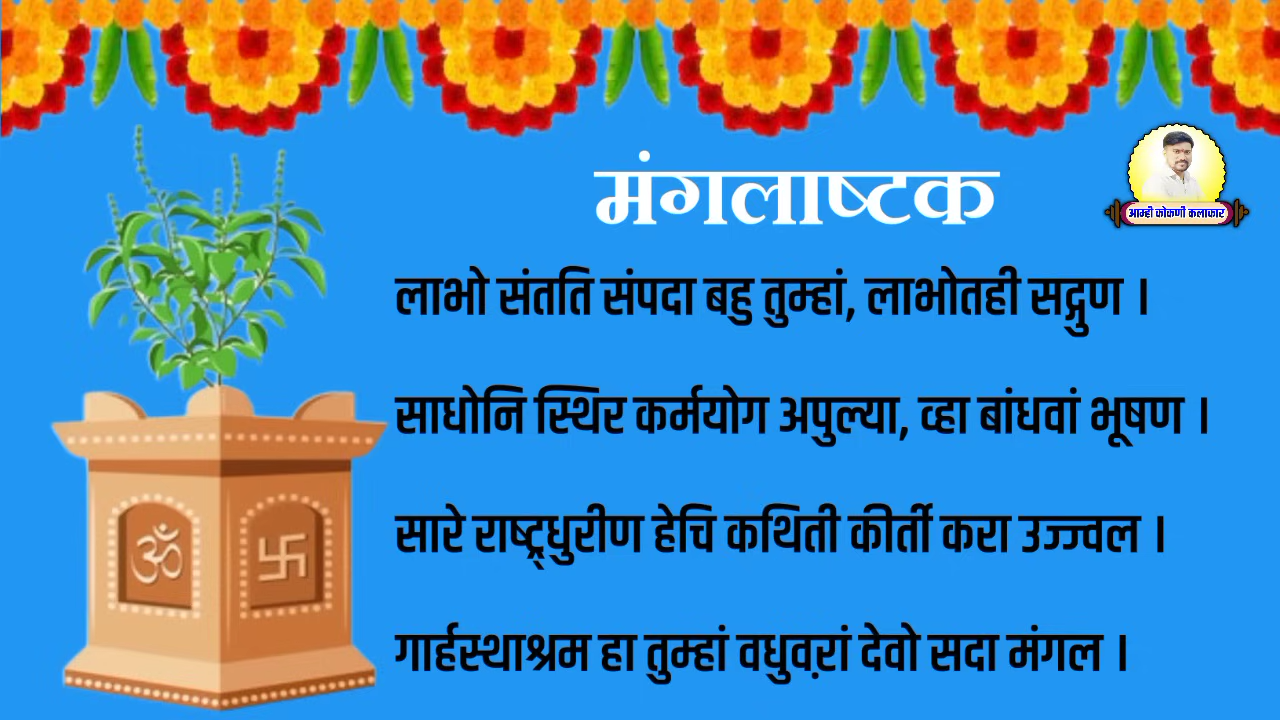 मंगलाष्टक
आम्ही कोकणी कलाकार
लाभो संतति संपदा बहु तुम्हां, लाभोतही सद्गुण ।
साधोनि स्थिर कर्मयोग अपुल्या, व्हा बांधवां भूषण ।
सारे राष्ट्रधुरीण हेचि कथिती कीर्ती करा उज्ज्वल ।
गार्हस्थाश्रम हा तुम्हां वधुवऱां देवो सदा मंगल ।
ॐ